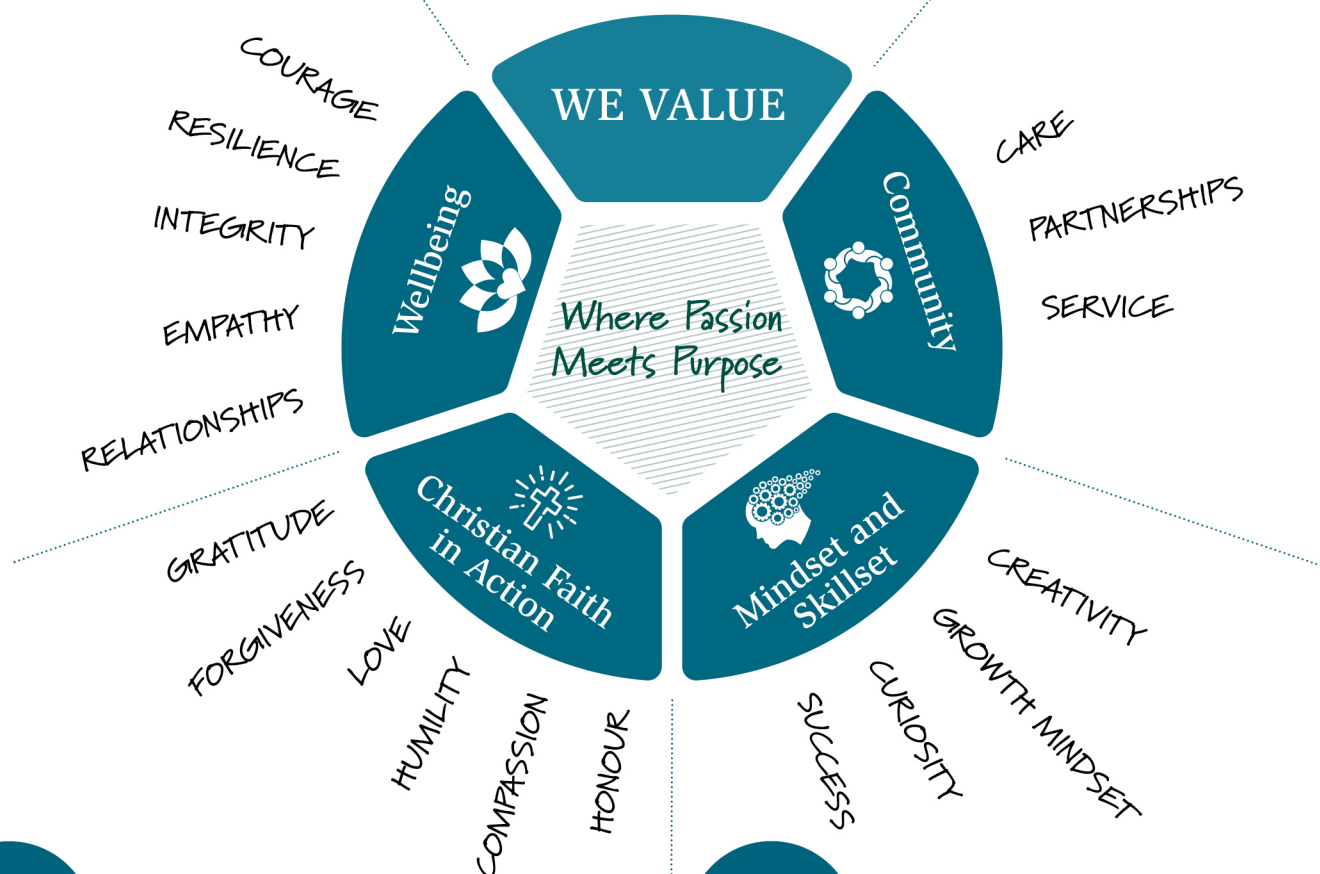 WE VALUE
Wellbeing
COURAGE
RESILIENCE
INTEGRITY
EMPATHY
RELATIONSHIPS
Community
CARE
PARTNERSHIPS
SERVICE
Where Passion
Meets Purpose
Christian Faith
in Action
GRATITUDE
FORGIVENESS
LOVE
HUMILITY
COMPASSION
HONOUR
Mindset and
Skillset
CREATIVITY
GROWTH MINDSET
CURIOSITY
SUCCESS